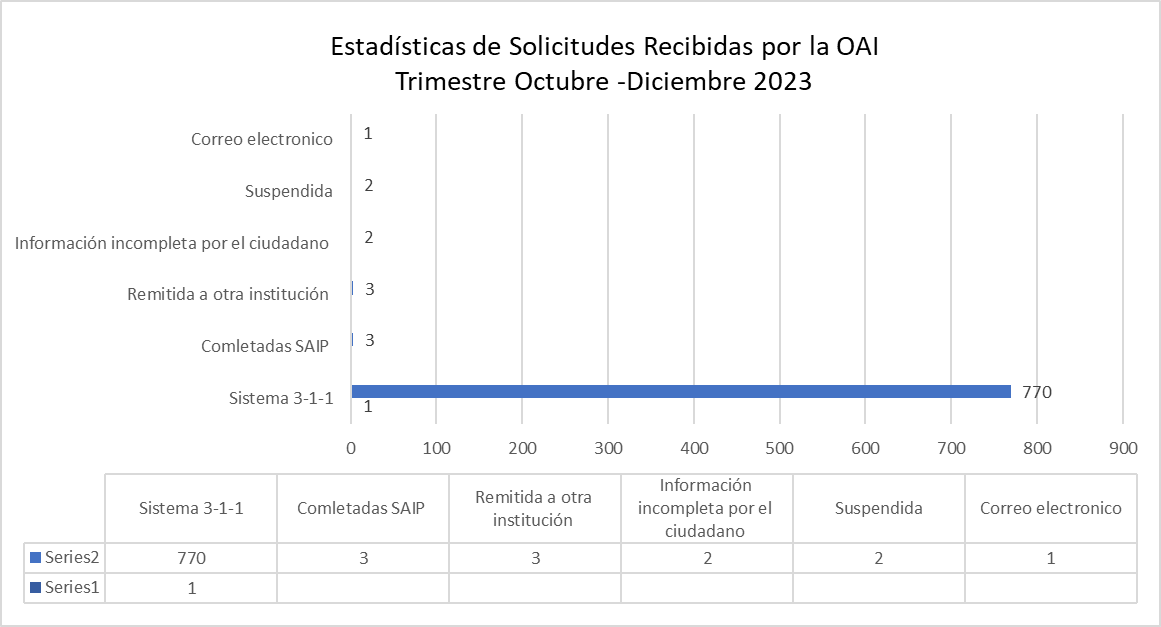 Estadísticas de Solicitudes Recibidas por la OAI
Trimestre Octubre -Diciembre 2023
Correo electronico 1
Suspendida 2
Información incompleta por el ciudadano 2
Remitida a otra institución 3
Comletadas SAIP 3
Sistema 3-1-1 770
1
0 100 200 300 400 500 600 700 800 900
Sistema 3-1-1
Comletadas SAIP
Remitida a otra
institución
Información
incompleta por el
ciudadano
Suspendida
Correo electronico
Series2 770 3 3 2 2 1
Series1 1